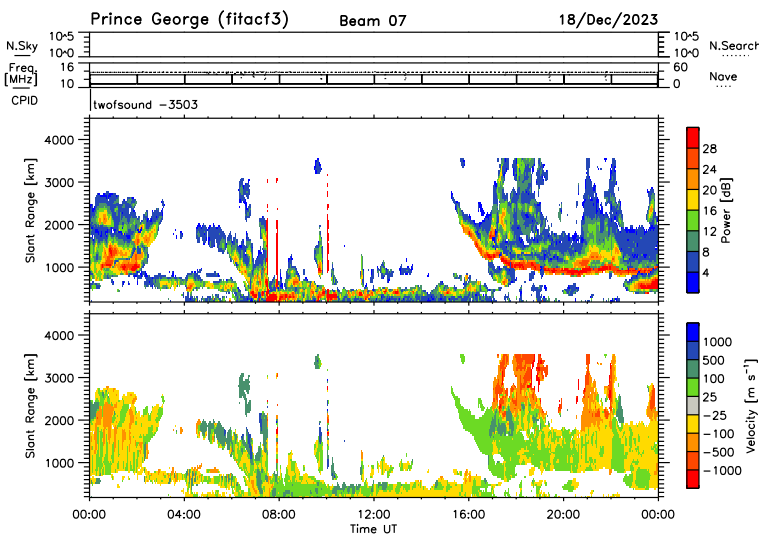 Prince George (fitacf3) Beam 07 18/Dec/2023
N.Sky 10^5 10^0 10^5 10^0 N.Search
Freq [MHz] 16 10 60 0 Nave
CPID twofsound -3503
Slant Range [km] 4000 3000 2000 1000
Power [dB] 28 24 20 16 12 8 4
Slant Range [km] 4000 3000 2000 1000
Velocity [m s⁻¹] 1000 500 100 25 -25 -100 -500 -1000
00:00 04:00 08:00 12:00 16:00 20:00 00:00
Time UT